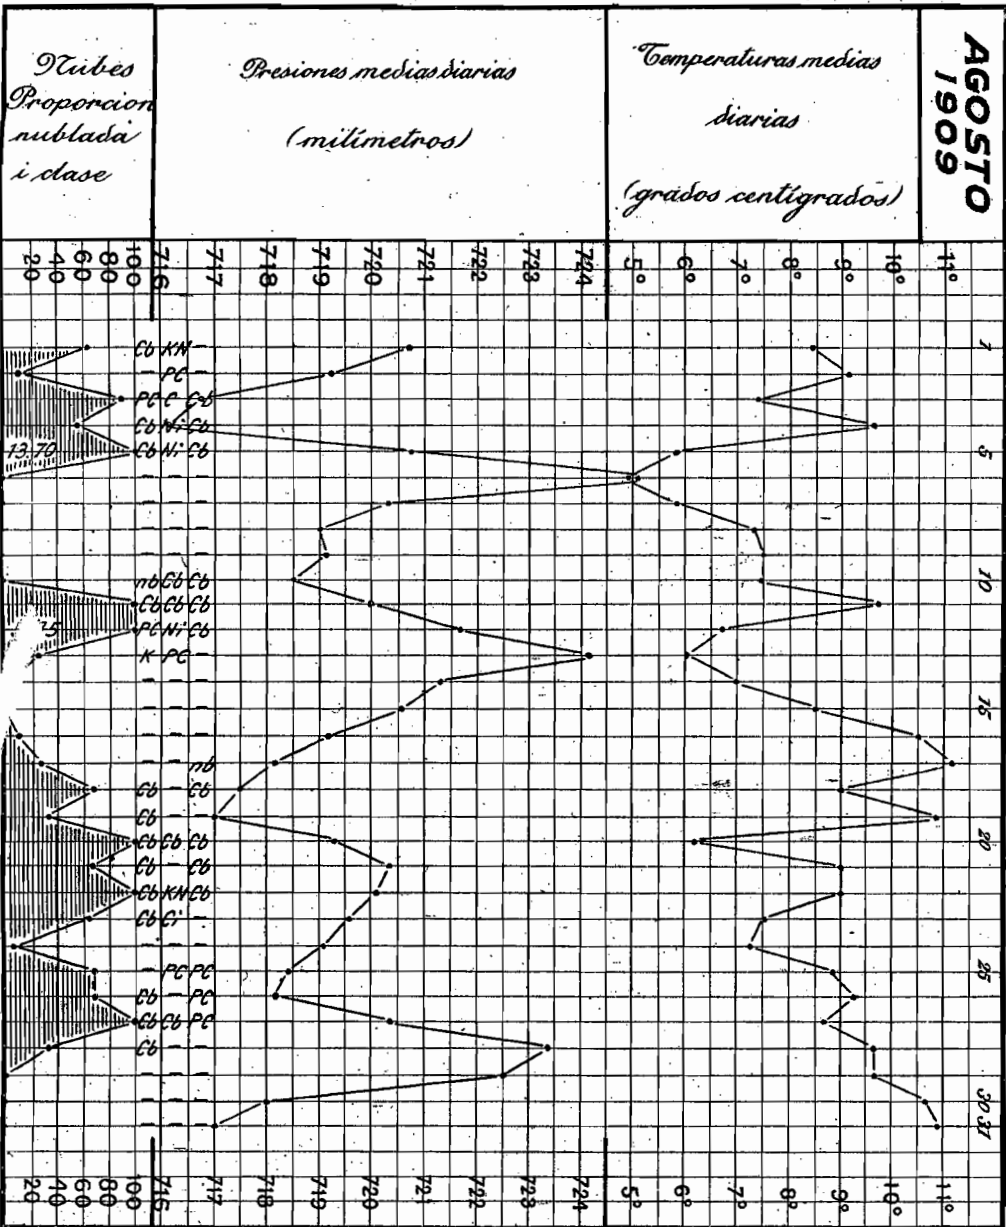 AGOSTO
1909
Temperaturas medias
diarias
(grados centígrados)
Presiones medias diarias
(milímetros)
Nubes
Proporcion
nublada
i clase
20 40 60 80 100 716 717 718 719 720 721 722 723 724 5° 6° 7° 8° 9° 10° 11°
1
Cb KN -
- PC -
PC C Cb
Cb Ni Cb
5
13.70 Cb Ni Cb
- - -
- - -
- - -
- - -
10
nb Cb Cb
Cb Cb Cb
PC Ni Cb
K PC -
- - -
15
- - -
- - -
- - nb
Cb - Cb
Cb - -
20
Cb Cb Cb
Cb - Cb
Cb KN Cb
Cb Ci -
- - -
25
- PC PC
Cb - PC
Cb Cb PC
Cb - -
- - -
30 31
- - -
- - -
20 40 60 80 100 716 717 718 719 720 721 722 723 724 5° 6° 7° 8° 9° 10° 11°